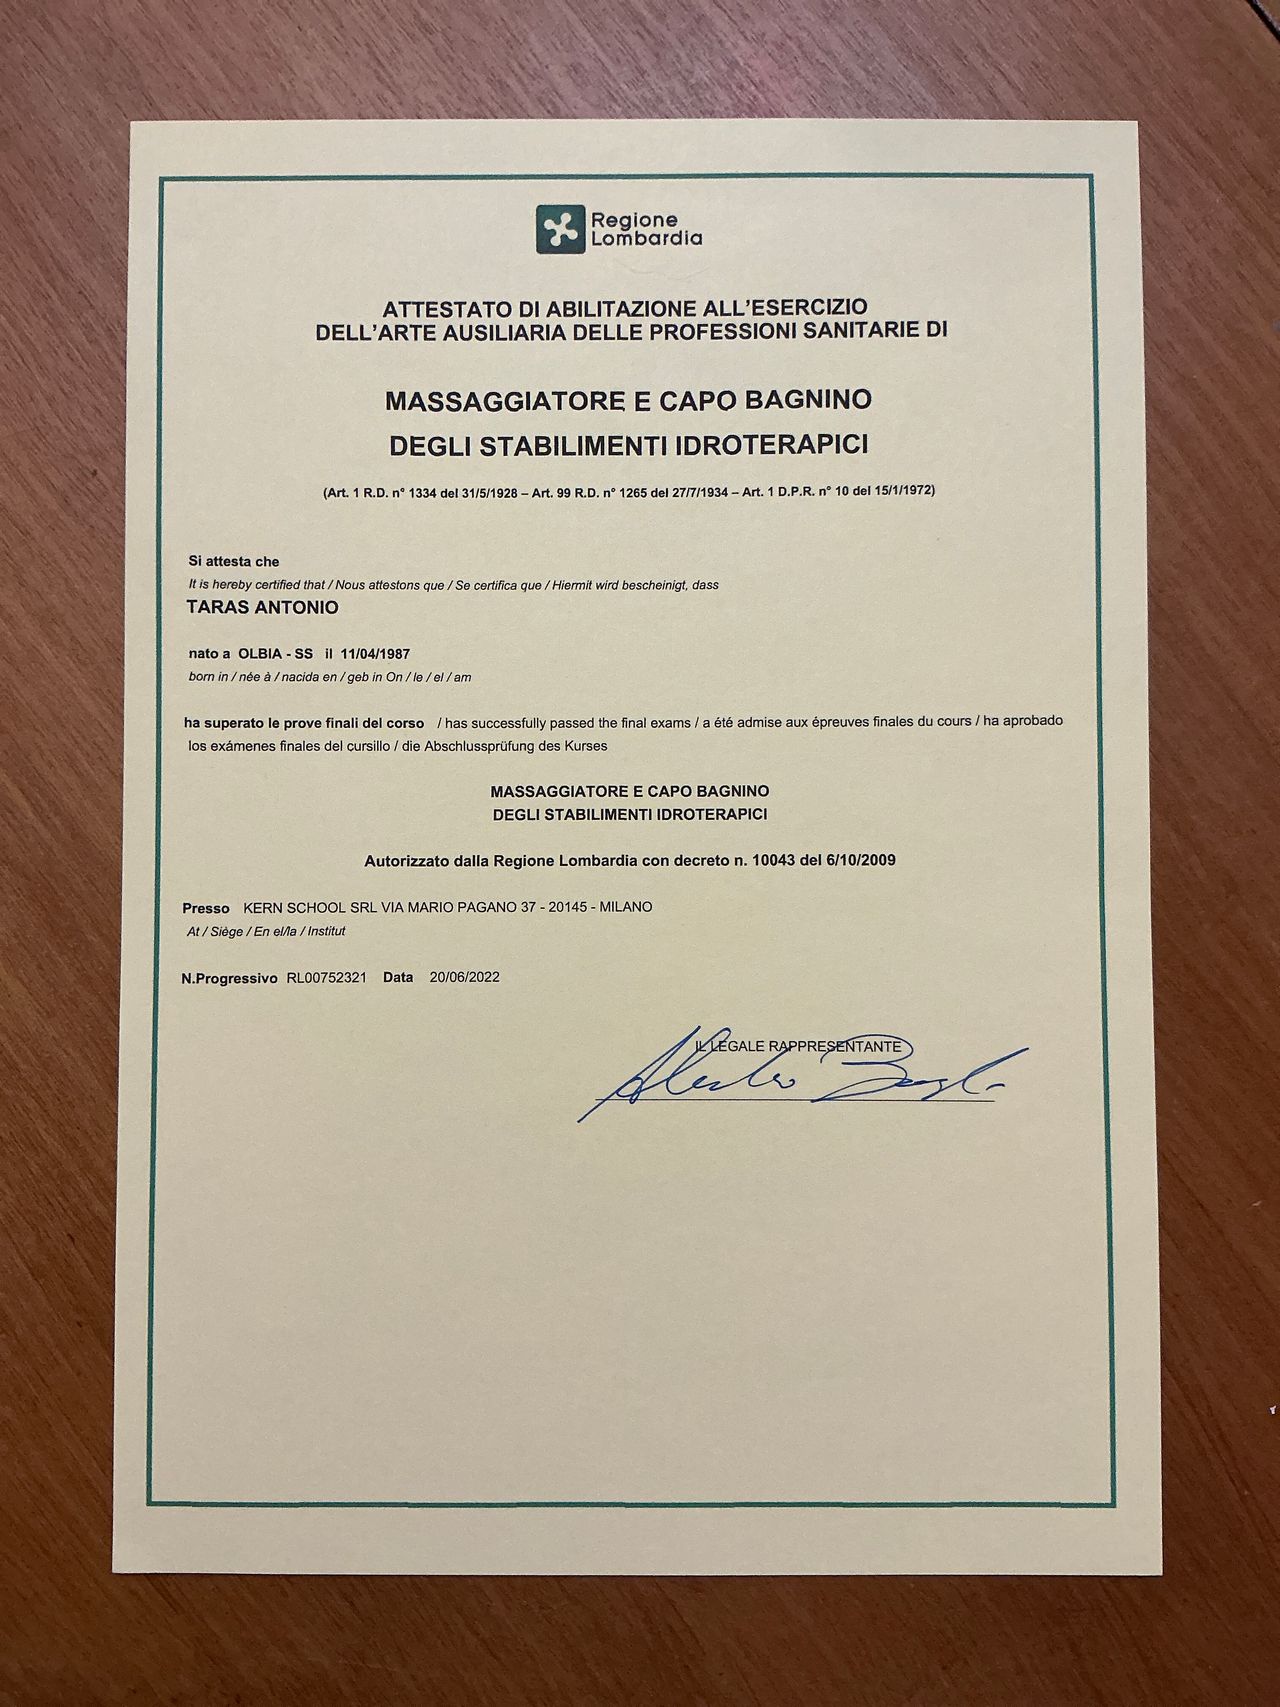 Regione
Lombardia
ATTESTATO DI ABILITAZIONE ALL'ESERCIZIO
DELL'ARTE AUSILIARIA DELLE PROFESSIONI SANITARIE DI
MASSAGGIATORE E CAPO BAGNINO
DEGLI STABILIMENTI IDROTERAPICI
(Art. 1 R.D. n° 1334 del 31/5/1928 – Art. 99 R.D. n° 1265 del 27/7/1934 – Art. 1 D.P.R. n° 10 del 15/1/1972)
Si attesta che
It is hereby certified that / Nous attestons que / Se certifica que / Hiermit wird bescheinigt, dass
TARAS ANTONIO
nato a OLBIA - SS il 11/04/1987
born in / née à / nacida en / geb in On / le / el / am
ha superato le prove finali del corso / has successfully passed the final exams / a été admise aux épreuves finales du cours / ha aprobado
los exámenes finales del cursillo / die Abschlussprüfung des Kurses
MASSAGGIATORE E CAPO BAGNINO
DEGLI STABILIMENTI IDROTERAPICI
Autorizzato dalla Regione Lombardia con decreto n. 10043 del 6/10/2009
Presso KERN SCHOOL SRL VIA MARIO PAGANO 37 - 20145 - MILANO
At / Siège / En el/la / Institut
N.Progressivo RL00752321 Data 20/06/2022
IL LEGALE RAPPRESENTANTE